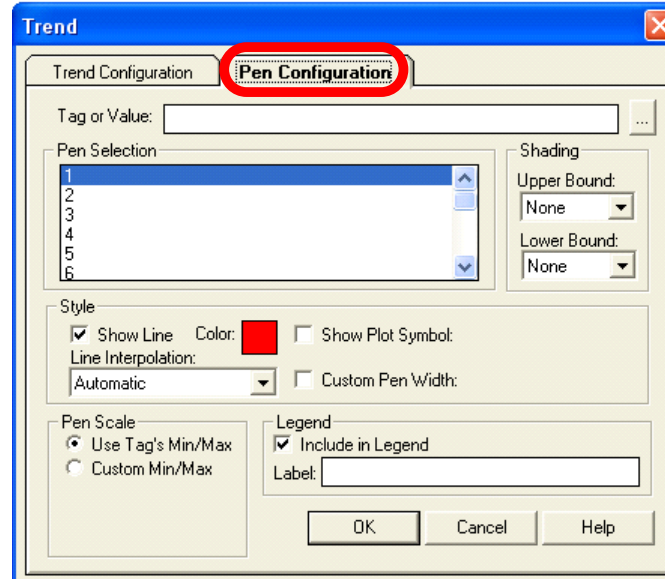 Trend
Trend Configuration
Pen Configuration
Tag or Value:
...
Pen Selection
1
2
3
4
5
6
Shading
Upper Bound:
None
Lower Bound:
None
Style
Show Line Color: Show Plot Symbol:
Line Interpolation:
Automatic
Custom Pen Width:
Pen Scale
Use Tag's Min/Max
Custom Min/Max
Legend
Include in Legend
Label:
OK Cancel Help